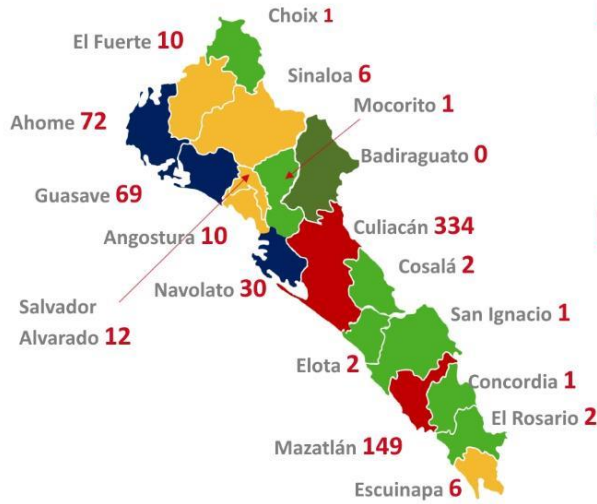 Choix 1
El Fuerte 10
Sinaloa 6
Mocorito 1
Ahome 72
Badiraguato 0
Guasave 69
Culiacán 334
Angostura 10
Cosalá 2
Salvador
Alvarado 12
Navolato 30
San Ignacio 1
Elota 2
Concordia 1
El Rosario 2
Mazatlán 149
Escuinapa 6